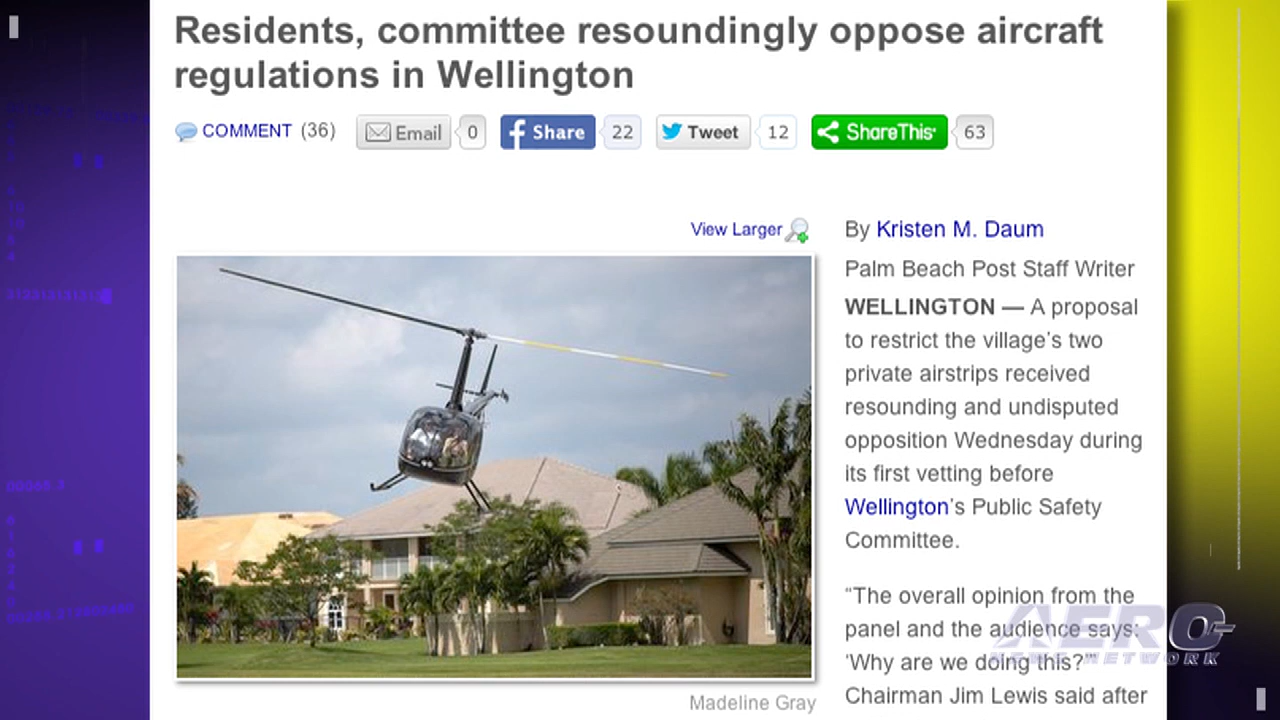 Residents, committee resoundingly oppose aircraft
regulations in Wellington
COMMENT (36)
Email 0
Share 22
Tweet 12
ShareThis 63
View Larger
By Kristen M. Daum
Palm Beach Post Staff Writer
WELLINGTON — A proposal
to restrict the village's two
private airstrips received
resounding and undisputed
opposition Wednesday during
its first vetting before
Wellington's Public Safety
Committee.
“The overall opinion from the
panel and the audience says:
'Why are we doing this?'”
Chairman Jim Lewis said after
Madeline Gray
AERO-
NEWS NETWORK